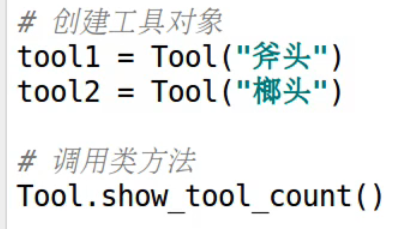 # 创建工具对象
tool1 = Tool("斧头")
tool2 = Tool("榔头")
# 调用类方法
Tool.show_tool_count()